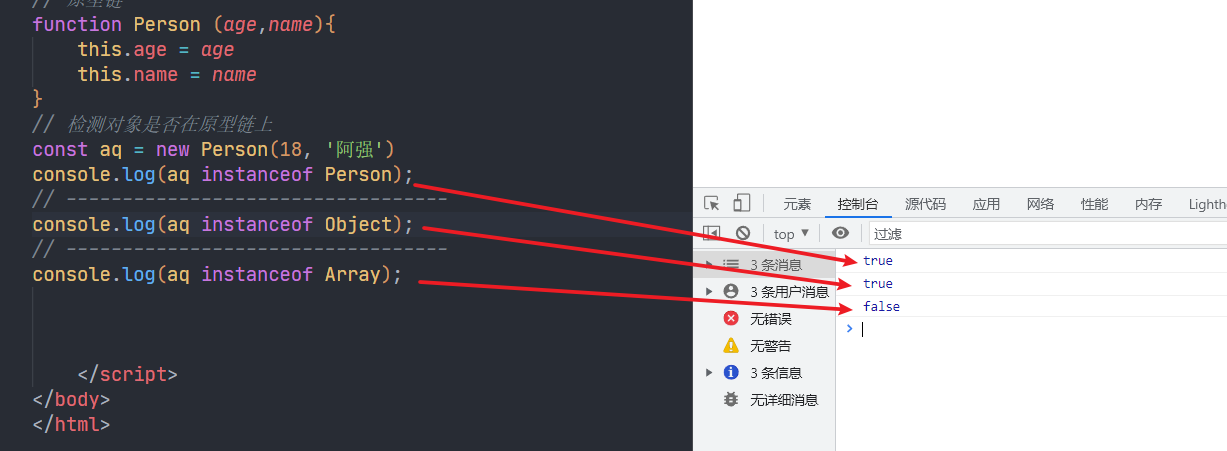 // 原型链
function Person (age,name){
this.age = age
this.name = name
}
// 检测对象是否在原型链上
const aq = new Person(18, '阿强')
console.log(aq instanceof Person);
// ----------------------------------
console.log(aq instanceof Object);
// ----------------------------------
console.log(aq instanceof Array);
</script>
</body>
</html>
元素 控制台 源代码 应用 网络 性能 内存 Lighth
top ▼ 过滤
3 条消息
3 条用户消息
无错误
无警告
3 条信息
无详细消息
true
true
false
>